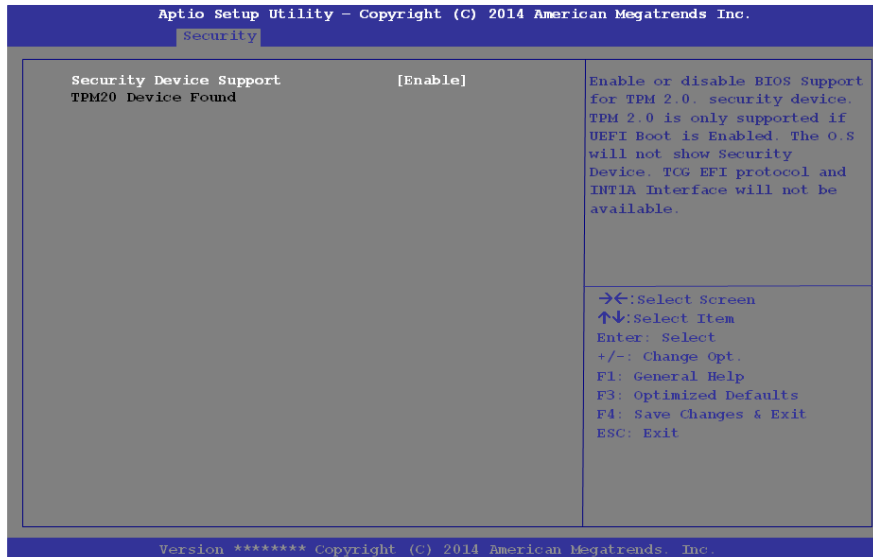 Aptio Setup Utility – Copyright (C) 2014 American Megatrends Inc.
Security
Security Device Support [Enable]
TPM20 Device Found
Enable or disable BIOS Support
for TPM 2.0. security device.
TPM 2.0 is only supported if
UEFI Boot is Enabled. The O.S
will not show Security
Device. TCG EFI protocol and
INT1A Interface will not be
available.
→←:Select Screen
↑↓:Select Item
Enter: Select
+/-: Change Opt.
F1: General Help
F3: Optimized Defaults
F4: Save Changes & Exit
ESC: Exit
Version ******** Copyright (C) 2014 American Megatrends. Inc.